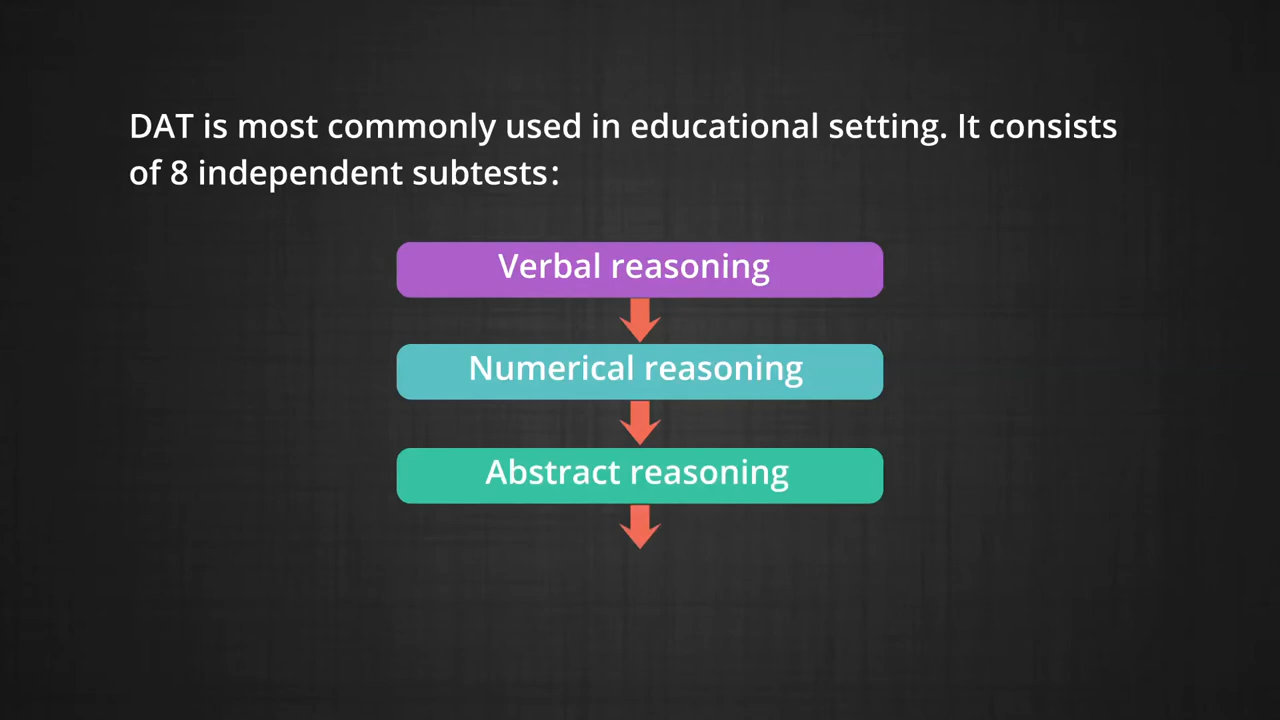 DAT is most commonly used in educational setting. It consists
of 8 independent subtests:
Verbal reasoning
Numerical reasoning
Abstract reasoning